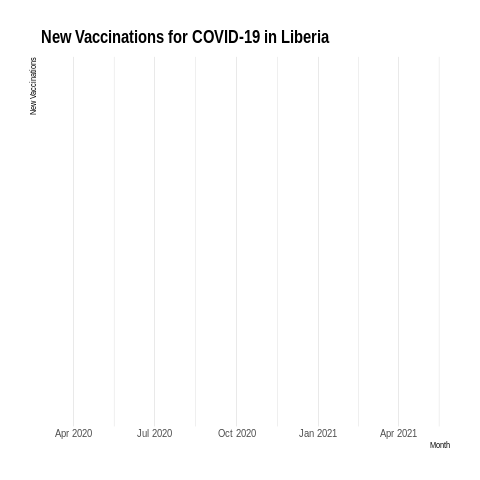 New Vaccinations for COVID-19 in Liberia
New Vaccinations
Apr 2020 Jul 2020 Oct 2020 Jan 2021 Apr 2021
Month